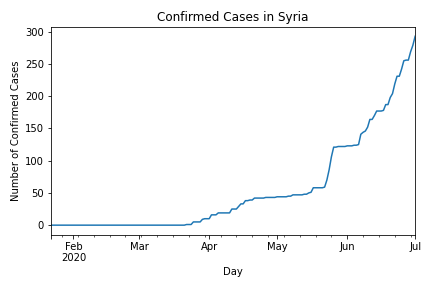 Confirmed Cases in Syria
300
250
200
150
100
50
0
Number of Confirmed Cases
Feb Mar Apr May Jun Jul
2020
Day